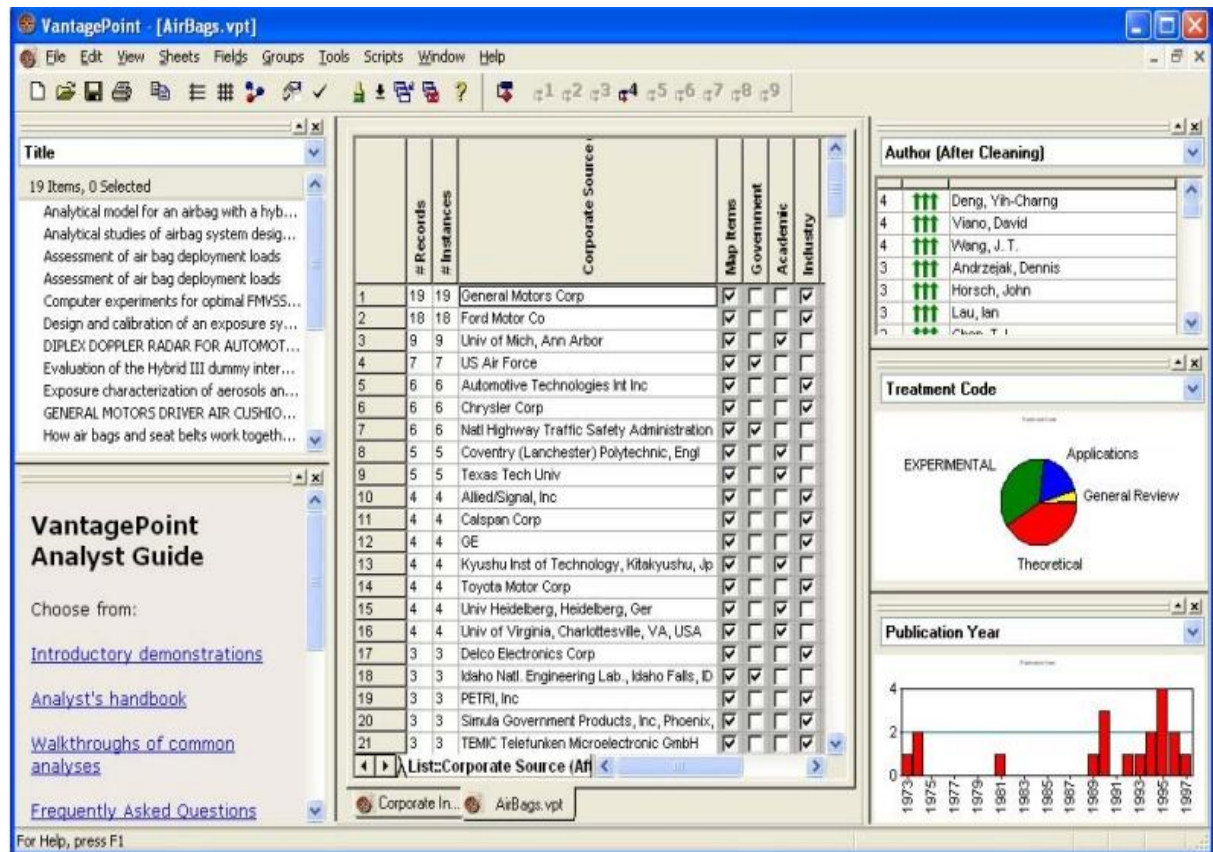 VantagePoint - [AirBags.vpt]
File Edit View Sheets Fields Groups Tools Scripts Window Help
1 2 3 4 5 6 7 8 9
Title
19 Items, 0 Selected
Analytical model for an airbag with a hyb...
Analytical studies of airbag system desig...
Assessment of air bag deployment loads
Assessment of air bag deployment loads
Computer experiments for optimal FMVSS...
Design and calibration of an exposure sy...
DIPLEX DOPPLER RADAR FOR AUTOMOT...
Evaluation of the Hybrid III dummy inter...
Exposure characterization of aerosols an...
GENERAL MOTORS DRIVER AIR CUSHIO...
How air bags and seat belts work togeth...
VantagePoint
Analyst Guide
Choose from:
Introductory demonstrations
Analyst's handbook
Walkthroughs of common
analyses
Frequently Asked Questions
# Records # Instances Corporate Source Map Items Government Academic Industry
1 19 19 General Motors Corp
2 18 18 Ford Motor Co
3 9 9 Univ of Mich, Ann Arbor
4 7 7 US Air Force
5 6 6 Automotive Technologies Int Inc
6 6 6 Chrysler Corp
7 6 6 Natl Highway Traffic Safety Administration
8 5 5 Coventry (Lanchester) Polytechnic, Engl
9 5 5 Texas Tech Univ
10 4 4 Allied/Signal, Inc
11 4 4 Calspan Corp
12 4 4 GE
13 4 4 Kyushu Inst of Technology, Kitakyushu, Jp
14 4 4 Toyota Motor Corp
15 4 4 Univ Heidelberg, Heidelberg, Ger
16 4 4 Univ of Virginia, Charlottesville, VA, USA
17 3 3 Delco Electronics Corp
18 3 3 Idaho Natl. Engineering Lab., Idaho Falls, ID
19 3 3 PETRI, Inc
20 3 3 Simula Government Products, Inc, Phoenix,
21 3 3 TEMIC Telefunken Microelectronic GmbH
List::Corporate Source (Aft
Corporate In... AirBags.vpt
Author (After Cleaning)
4 Deng, Yih-Charng
4 Viano, David
4 Wang, J. T.
3 Andrzejak, Dennis
3 Horsch, John
3 Lau, Ian
Treatment Code
EXPERIMENTAL
Applications
General Review
Theoretical
Publication Year
4
2
0
1973 1975 1977 1979 1981 1983 1985 1987 1989 1991 1993 1995 1997
For Help, press F1